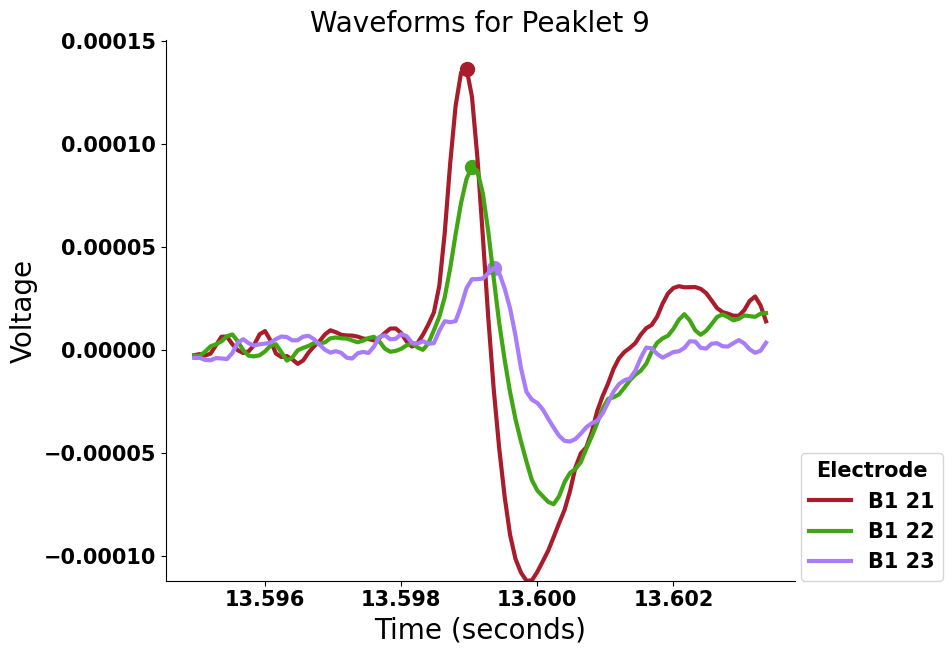 Waveforms for Peaklet 9
0.00015
0.00010
0.00005
0.00000
−0.00005
−0.00010
Voltage
13.596 13.598 13.600 13.602
Time (seconds)
Electrode
B1 21
B1 22
B1 23